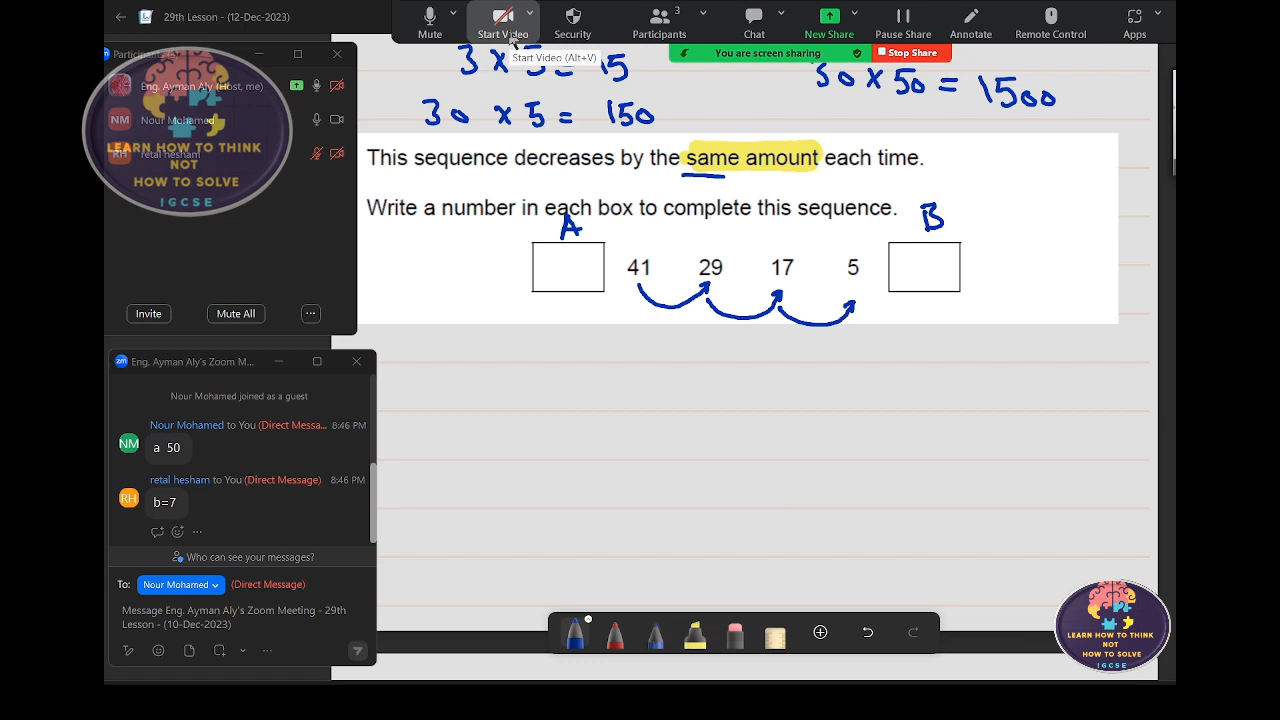 29th Lesson - (12-Dec-2023)
Mute
Start Video
Security
Participants
3
Chat
New Share
Pause Share
Annotate
Remote Control
Apps
Start Video (Alt+V)
You are screen sharing
Stop Share
Eng. Ayman Aly (Host, me)
NM
Nour Mohamed
RH
retal hesham
LEARN HOW TO THINK
NOT
HOW TO SOLVE
IGCSE
3 x 5 = 15
30 x 50 = 1500
30 x 5 = 150
This sequence decreases by the same amount each time.
Write a number in each box to complete this sequence.
A
B
41 29 17 5
Invite
Mute All
...
zm
Eng. Ayman Aly's Zoom M...
Nour Mohamed joined as a guest
Nour Mohamed to You (Direct Messa... 8:46 PM
NM
a 50
retal hesham to You (Direct Message) 8:46 PM
RH
b=7
...
Who can see your messages?
To: Nour Mohamed (Direct Message)
Message Eng. Ayman Aly's Zoom Meeting - 29th
Lesson - (10-Dec-2023)
...
LEARN HOW TO THINK
NOT
HOW TO SOLVE
IGCSE